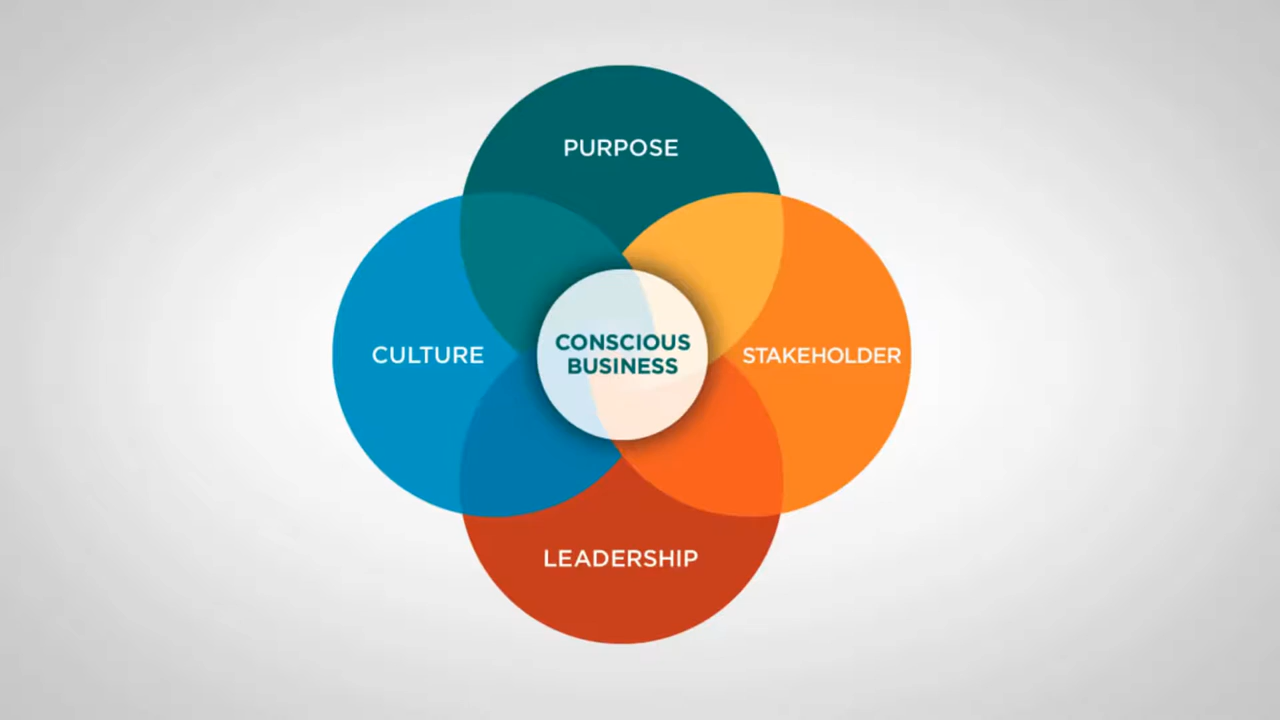 PURPOSE
CULTURE
CONSCIOUS
BUSINESS
STAKEHOLDER
LEADERSHIP